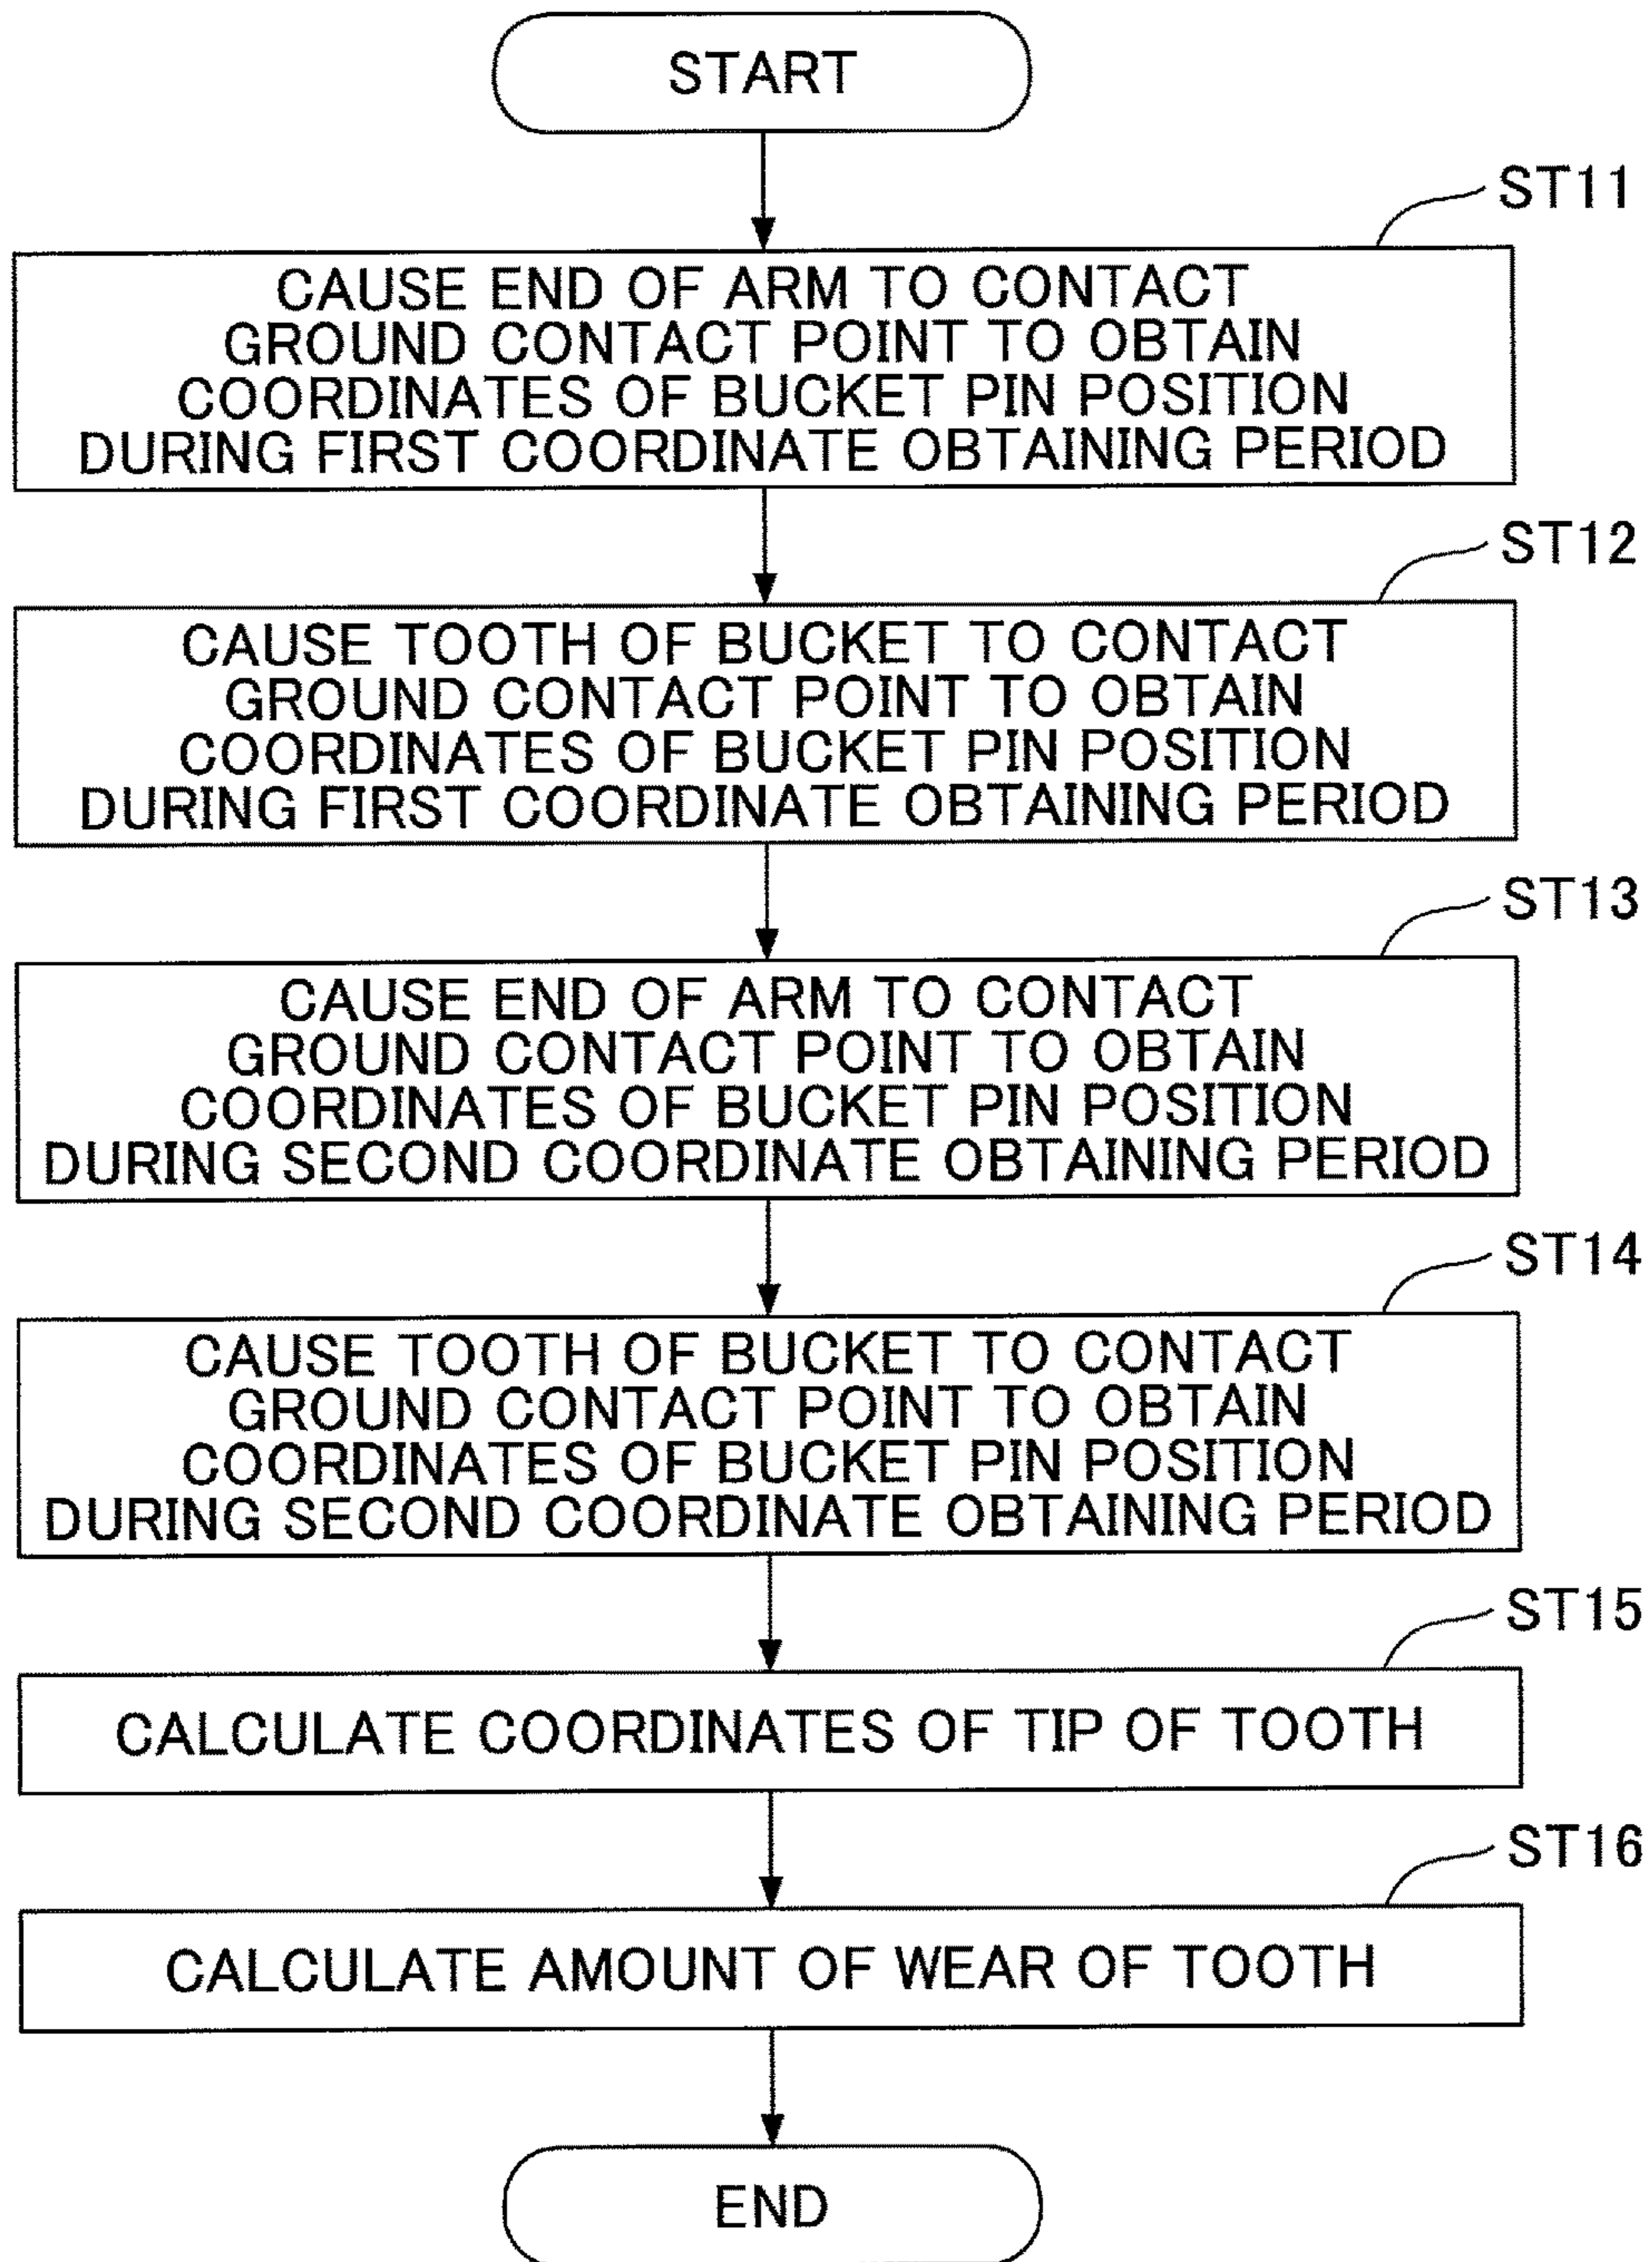 START
ST11
CAUSE END OF ARM TO CONTACT
GROUND CONTACT POINT TO OBTAIN
COORDINATES OF BUCKET PIN POSITION
DURING FIRST COORDINATE OBTAINING PERIOD
ST12
CAUSE TOOTH OF BUCKET TO CONTACT
GROUND CONTACT POINT TO OBTAIN
COORDINATES OF BUCKET PIN POSITION
DURING FIRST COORDINATE OBTAINING PERIOD
ST13
CAUSE END OF ARM TO CONTACT
GROUND CONTACT POINT TO OBTAIN
COORDINATES OF BUCKET PIN POSITION
DURING SECOND COORDINATE OBTAINING PERIOD
ST14
CAUSE TOOTH OF BUCKET TO CONTACT
GROUND CONTACT POINT TO OBTAIN
COORDINATES OF BUCKET PIN POSITION
DURING SECOND COORDINATE OBTAINING PERIOD
ST15
CALCULATE COORDINATES OF TIP OF TOOTH
ST16
CALCULATE AMOUNT OF WEAR OF TOOTH
END